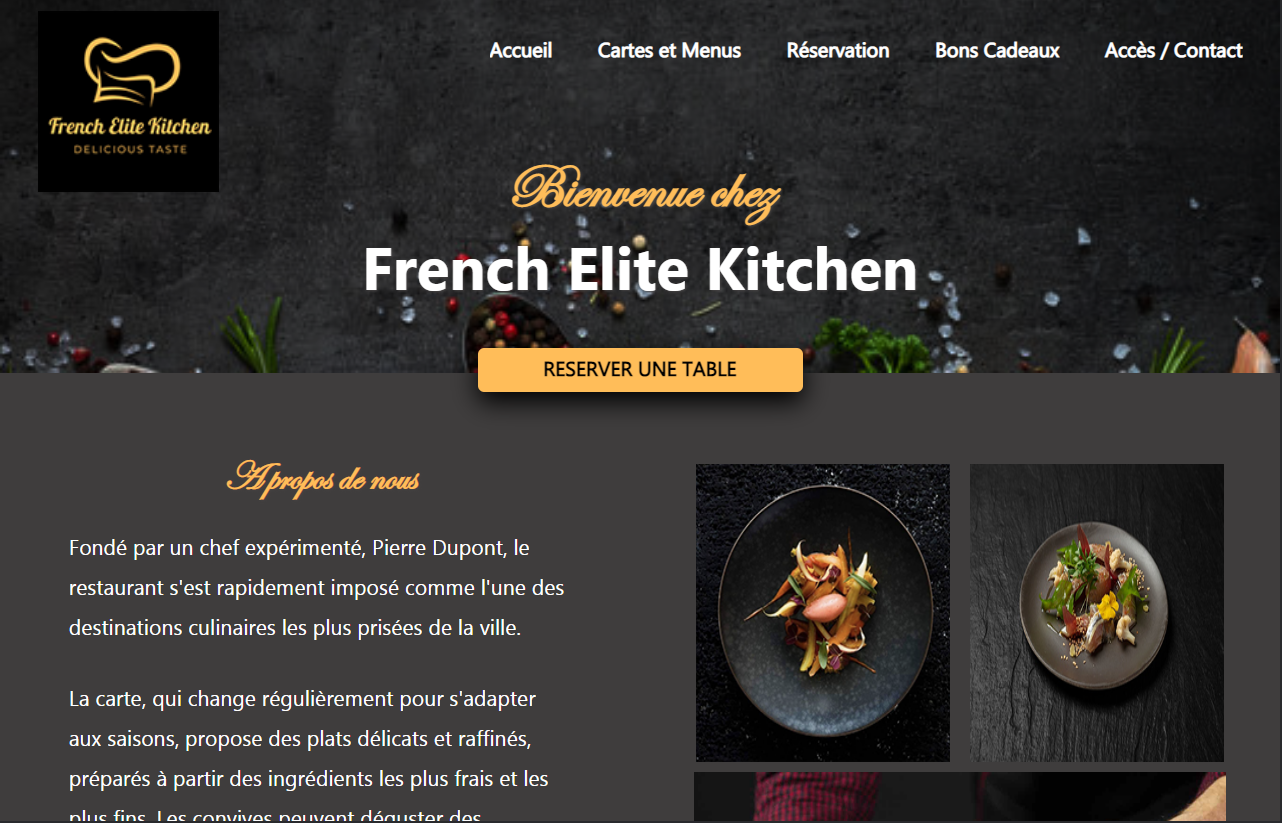 French Elite Kitchen
DELICIOUS TASTE
Accueil Cartes et Menus Réservation Bons Cadeaux Accès / Contact
Bienvenue chez
French Elite Kitchen
RESERVER UNE TABLE
A propos de nous
Fondé par un chef expérimenté, Pierre Dupont, le
restaurant s'est rapidement imposé comme l'une des
destinations culinaires les plus prisées de la ville.
La carte, qui change régulièrement pour s'adapter
aux saisons, propose des plats délicats et raffinés,
préparés à partir des ingrédients les plus frais et les
plus fins. Les convives peuvent déguster des